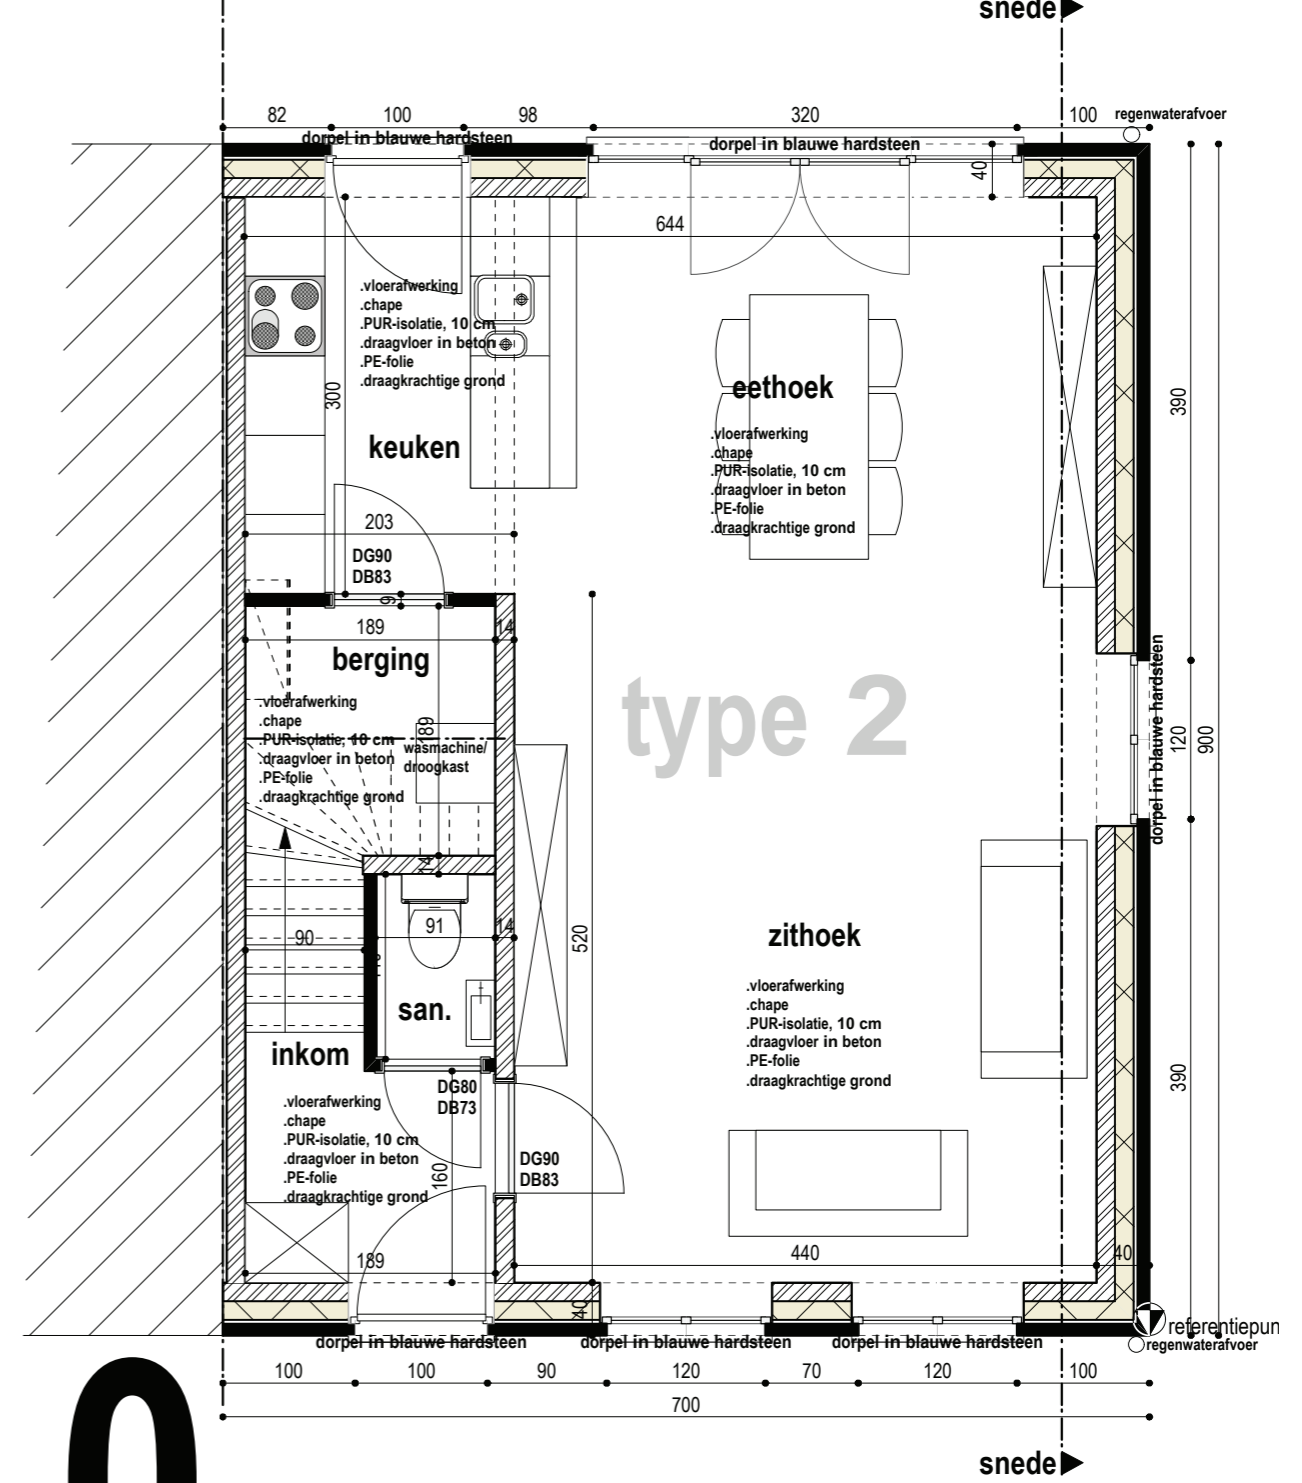 snede
82
100
98
320
100
regenwaterafvoer
dorpel in blauwe hardsteen
dorpel in blauwe hardsteen
40
644
.vloerafwerking
.chape
.PUR-isolatie, 10 cm
.draagvloer in beton
.PE-folie
.draagkrachtige grond
300
keuken
eethoek
.vloerafwerking
.chape
.PUR-isolatie, 10 cm
.draagvloer in beton
.PE-folie
.draagkrachtige grond
390
203
DG90
DB83
9
189
14
berging
.vloerafwerking
.chape
.PUR-isolatie, 10 cm
.draagvloer in beton
.PE-folie
.draagkrachtige grond
189
wasmachine/
droogkast
type 2
dorpel in blauwe hardsteen
120
900
14
91
14
90
520
zithoek
.vloerafwerking
.chape
.PUR-isolatie, 10 cm
.draagvloer in beton
.PE-folie
.draagkrachtige grond
san.
inkom
.vloerafwerking
.chape
.PUR-isolatie, 10 cm
.draagvloer in beton
.PE-folie
.draagkrachtige grond
DG80
DB73
160
DG90
DB83
390
189
440
40
40
referentiepun
regenwaterafvoer
dorpel in blauwe hardsteen
dorpel in blauwe hardsteen
dorpel in blauwe hardsteen
100
100
90
120
70
120
100
700
0
snede